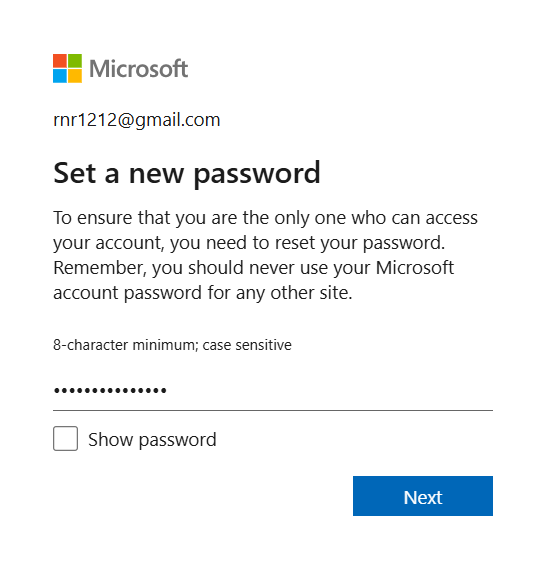 Microsoft
rnr1212@gmail.com
Set a new password
To ensure that you are the only one who can access
your account, you need to reset your password.
Remember, you should never use your Microsoft
account password for any other site.
8-character minimum; case sensitive
•••••••••••••••
Show password
Next